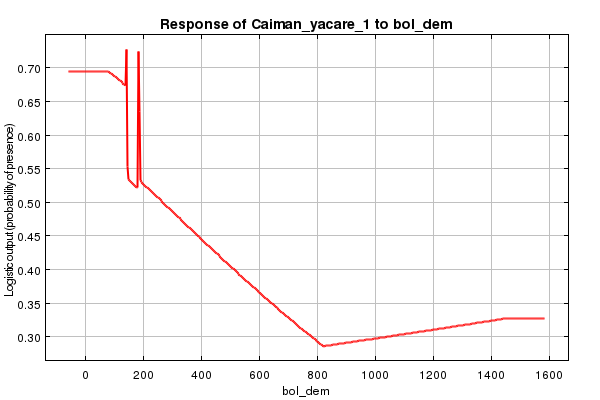 Response of Caiman_yacare_1 to bol_dem
Logistic output (probability of presence)
0.70
0.65
0.60
0.55
0.50
0.45
0.40
0.35
0.30
0 200 400 600 800 1000 1200 1400 1600
bol_dem